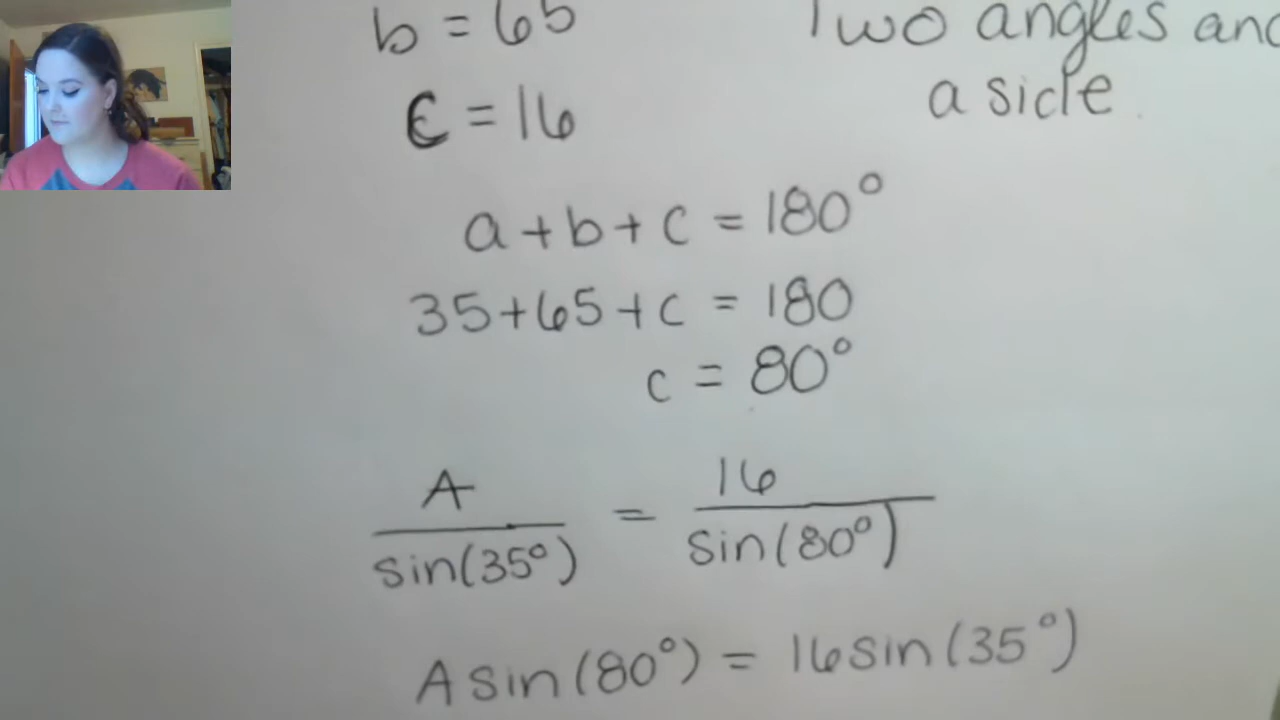 b = 65
Two angles and
C = 16
a side
a + b + c = 180°
35 + 65 + c = 180
c = 80°
A / sin(35°) = 16 / sin(80°)
A sin(80°) = 16 sin(35°)